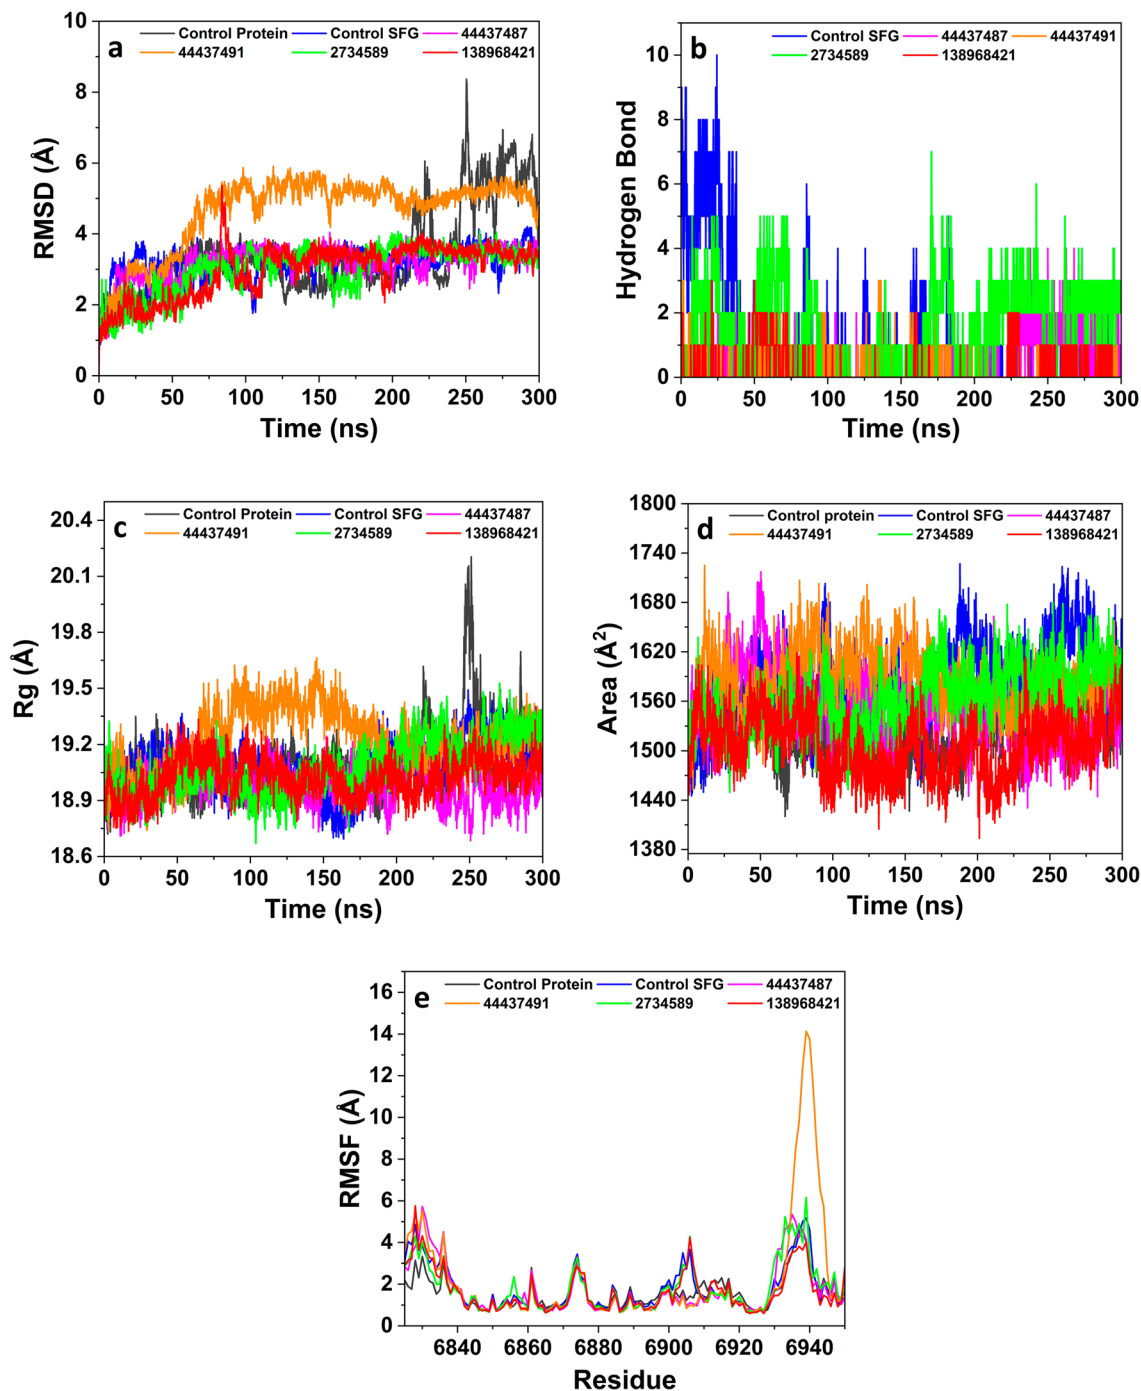 a
Control Protein Control SFG 44437487
44437491 2734589 138968421
10
8
6
4
2
0
RMSD (Å)
0 50 100 150 200 250 300
Time (ns)
b
Control SFG 44437487 44437491
2734589 138968421
10
8
6
4
2
0
Hydrogen Bond
0 50 100 150 200 250 300
Time (ns)
c
Control Protein Control SFG 44437487
44437491 2734589 138968421
20.4
20.1
19.8
19.5
19.2
18.9
18.6
Rg (Å)
0 50 100 150 200 250 300
Time (ns)
d
Control protein Control SFG 44437487
44437491 2734589 138968421
1800
1740
1680
1620
1560
1500
1440
1380
Area (Å²)
0 50 100 150 200 250 300
Time (ns)
e
Control Protein Control SFG 44437487
44437491 2734589 138968421
16
14
12
10
8
6
4
2
0
RMSF (Å)
6840 6860 6880 6900 6920 6940
Residue